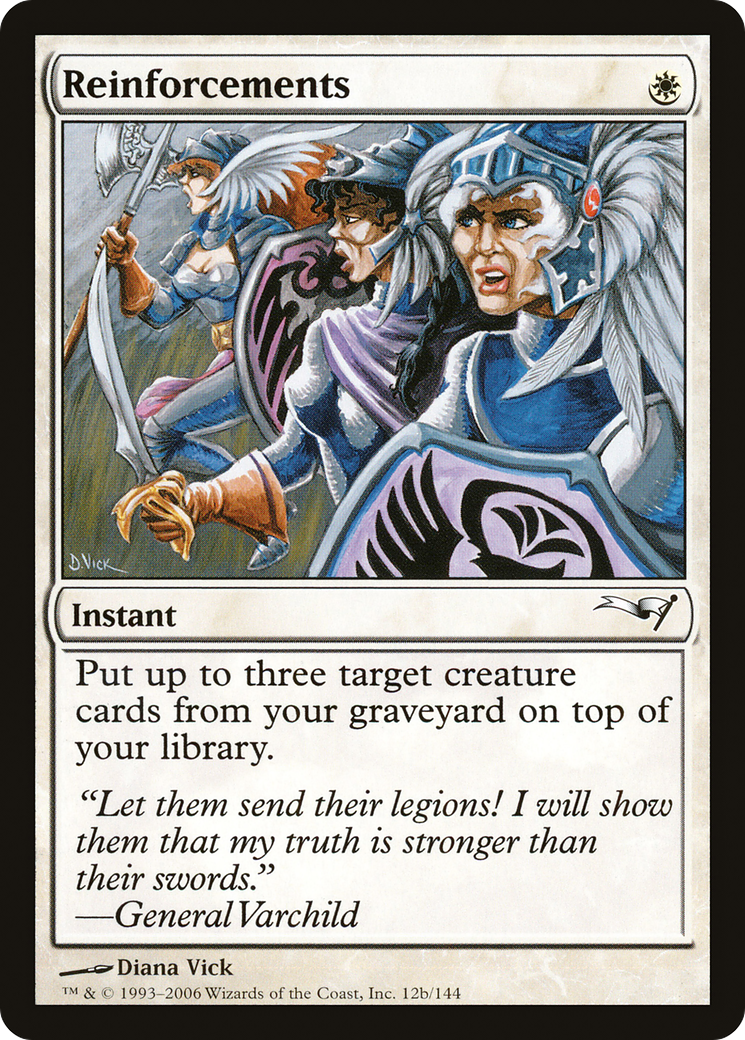 Reinforcements
D.Vick
Instant
Put up to three target creature
cards from your graveyard on top of
your library.
“Let them send their legions! I will show
them that my truth is stronger than
their swords.”
—General Varchild
Diana Vick
™ & © 1993–2006 Wizards of the Coast, Inc. 12b/144